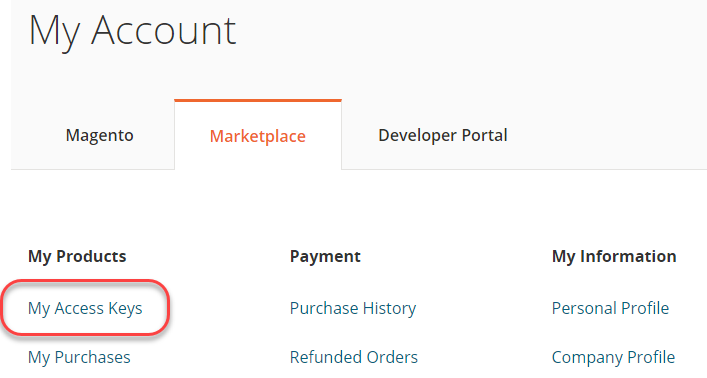 My Account
Magento
Marketplace
Developer Portal
My Products
Payment
My Information
My Access Keys
Purchase History
Personal Profile
My Purchases
Refunded Orders
Company Profile